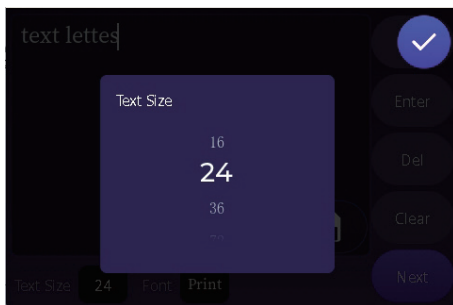 text lettes
Text Size
16
24
36
Enter
Del
Clear
Next
Text Size 24 Font Print